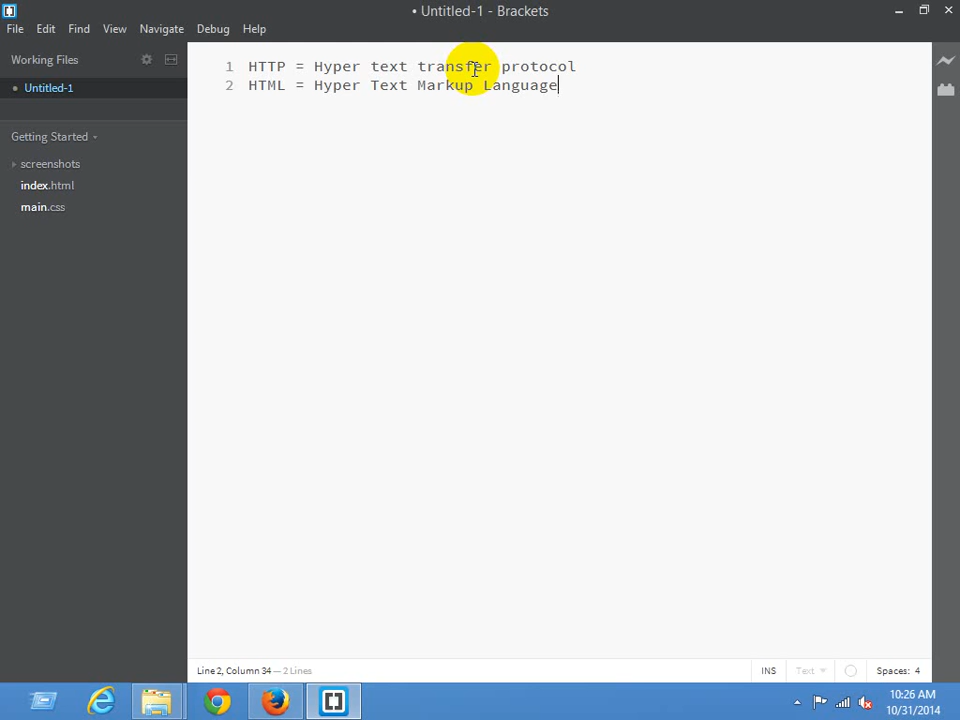 • Untitled-1 - Brackets
File Edit Find View Navigate Debug Help
Working Files
• Untitled-1
Getting Started
screenshots
index.html
main.css
1 HTTP = Hyper text transfer protocol
2 HTML = Hyper Text Markup Language
Line 2, Column 34 — 2 Lines
INS Text Spaces: 4
10:26 AM
10/31/2014